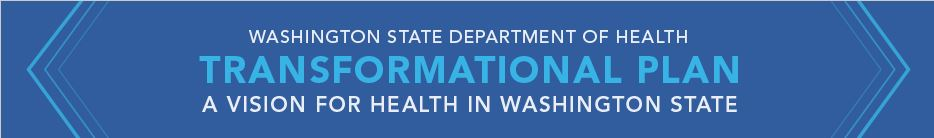 WASHINGTON STATE DEPARTMENT OF HEALTH
TRANSFORMATIONAL PLAN
A VISION FOR HEALTH IN WASHINGTON STATE